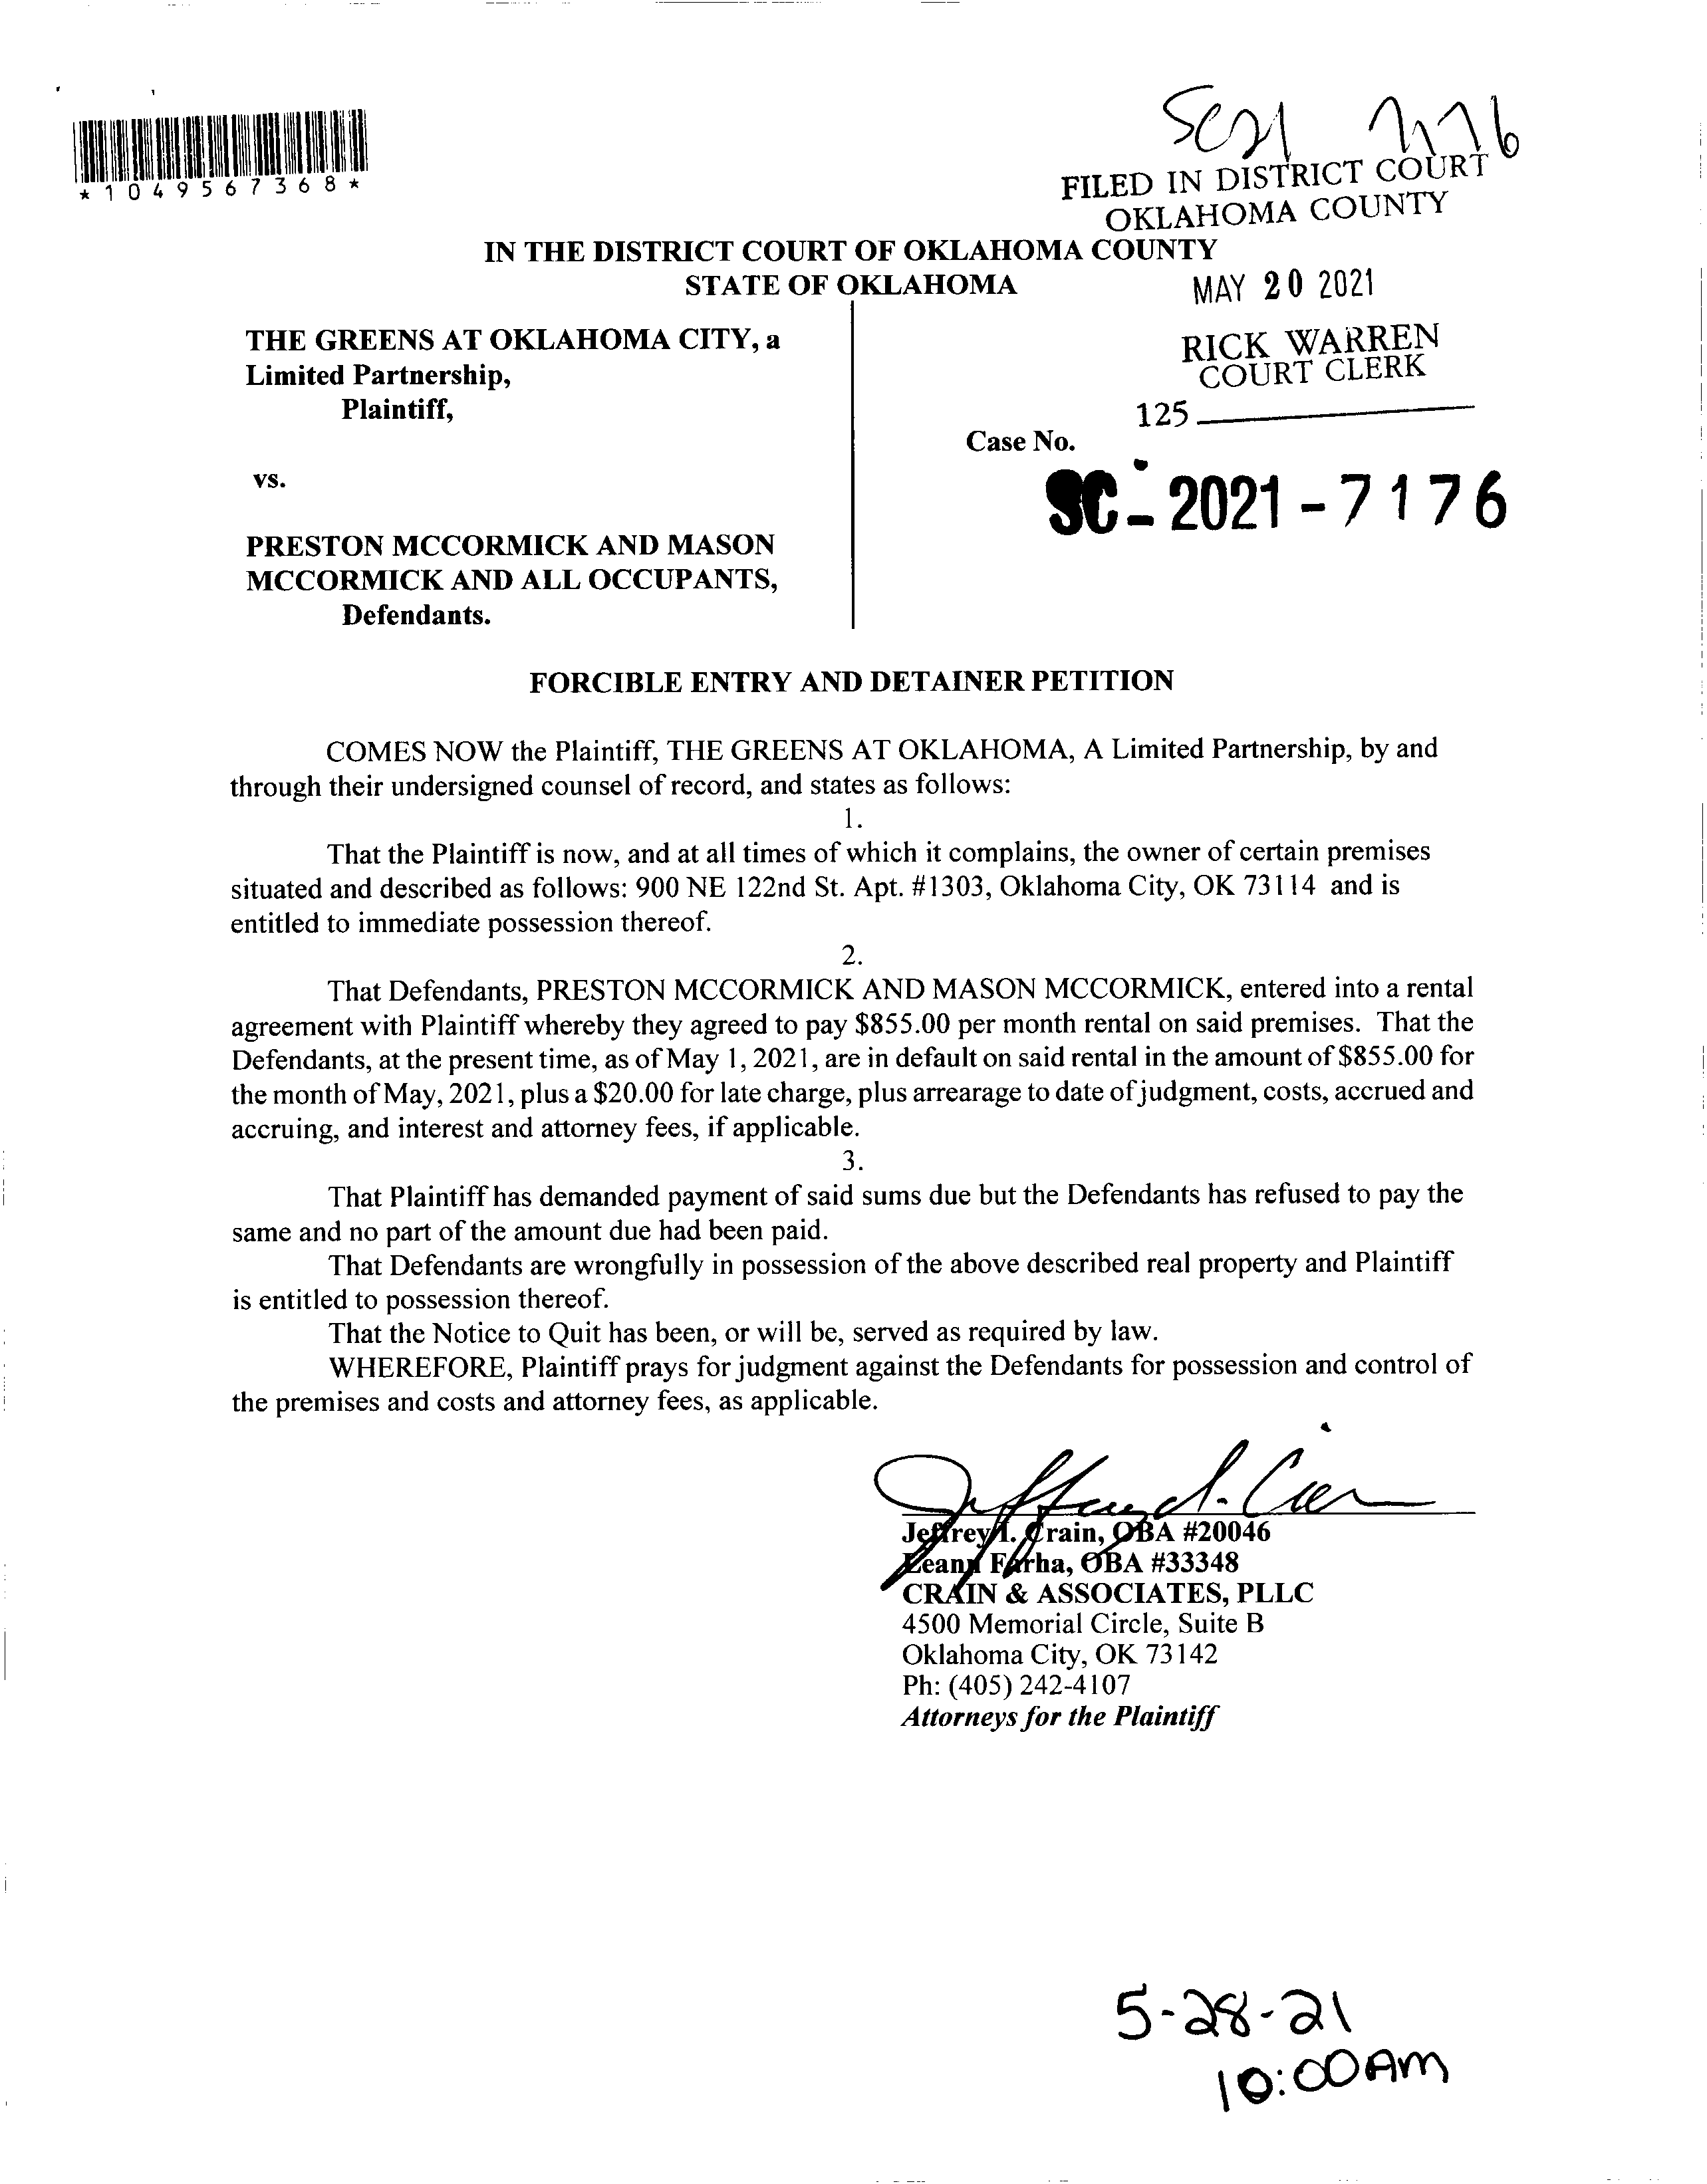 SC21 7176
*1049567368*
FILED IN DISTRICT COURT
OKLAHOMA COUNTY
IN THE DISTRICT COURT OF OKLAHOMA COUNTY
STATE OF OKLAHOMA
MAY 20 2021
THE GREENS AT OKLAHOMA CITY, a
Limited Partnership,
Plaintiff,
RICK WARREN
COURT CLERK
125
Case No.
vs.
SC-2021-7176
PRESTON MCCORMICK AND MASON
MCCORMICK AND ALL OCCUPANTS,
Defendants.
FORCIBLE ENTRY AND DETAINER PETITION
COMES NOW the Plaintiff, THE GREENS AT OKLAHOMA, A Limited Partnership, by and
through their undersigned counsel of record, and states as follows:
1.
That the Plaintiff is now, and at all times of which it complains, the owner of certain premises
situated and described as follows: 900 NE 122nd St. Apt. #1303, Oklahoma City, OK 73114 and is
entitled to immediate possession thereof.
2.
That Defendants, PRESTON MCCORMICK AND MASON MCCORMICK, entered into a rental
agreement with Plaintiff whereby they agreed to pay $855.00 per month rental on said premises. That the
Defendants, at the present time, as of May 1, 2021, are in default on said rental in the amount of $855.00 for
the month of May, 2021, plus a $20.00 for late charge, plus arrearage to date of judgment, costs, accrued and
accruing, and interest and attorney fees, if applicable.
3.
That Plaintiff has demanded payment of said sums due but the Defendants has refused to pay the
same and no part of the amount due had been paid.
That Defendants are wrongfully in possession of the above described real property and Plaintiff
is entitled to possession thereof.
That the Notice to Quit has been, or will be, served as required by law.
WHEREFORE, Plaintiff prays for judgment against the Defendants for possession and control of
the premises and costs and attorney fees, as applicable.
Jeffrey I. Crain, OBA #20046
Leann Farha, OBA #33348
CRAIN & ASSOCIATES, PLLC
4500 Memorial Circle, Suite B
Oklahoma City, OK 73142
Ph: (405) 242-4107
Attorneys for the Plaintiff
5-28-21
10:00AM